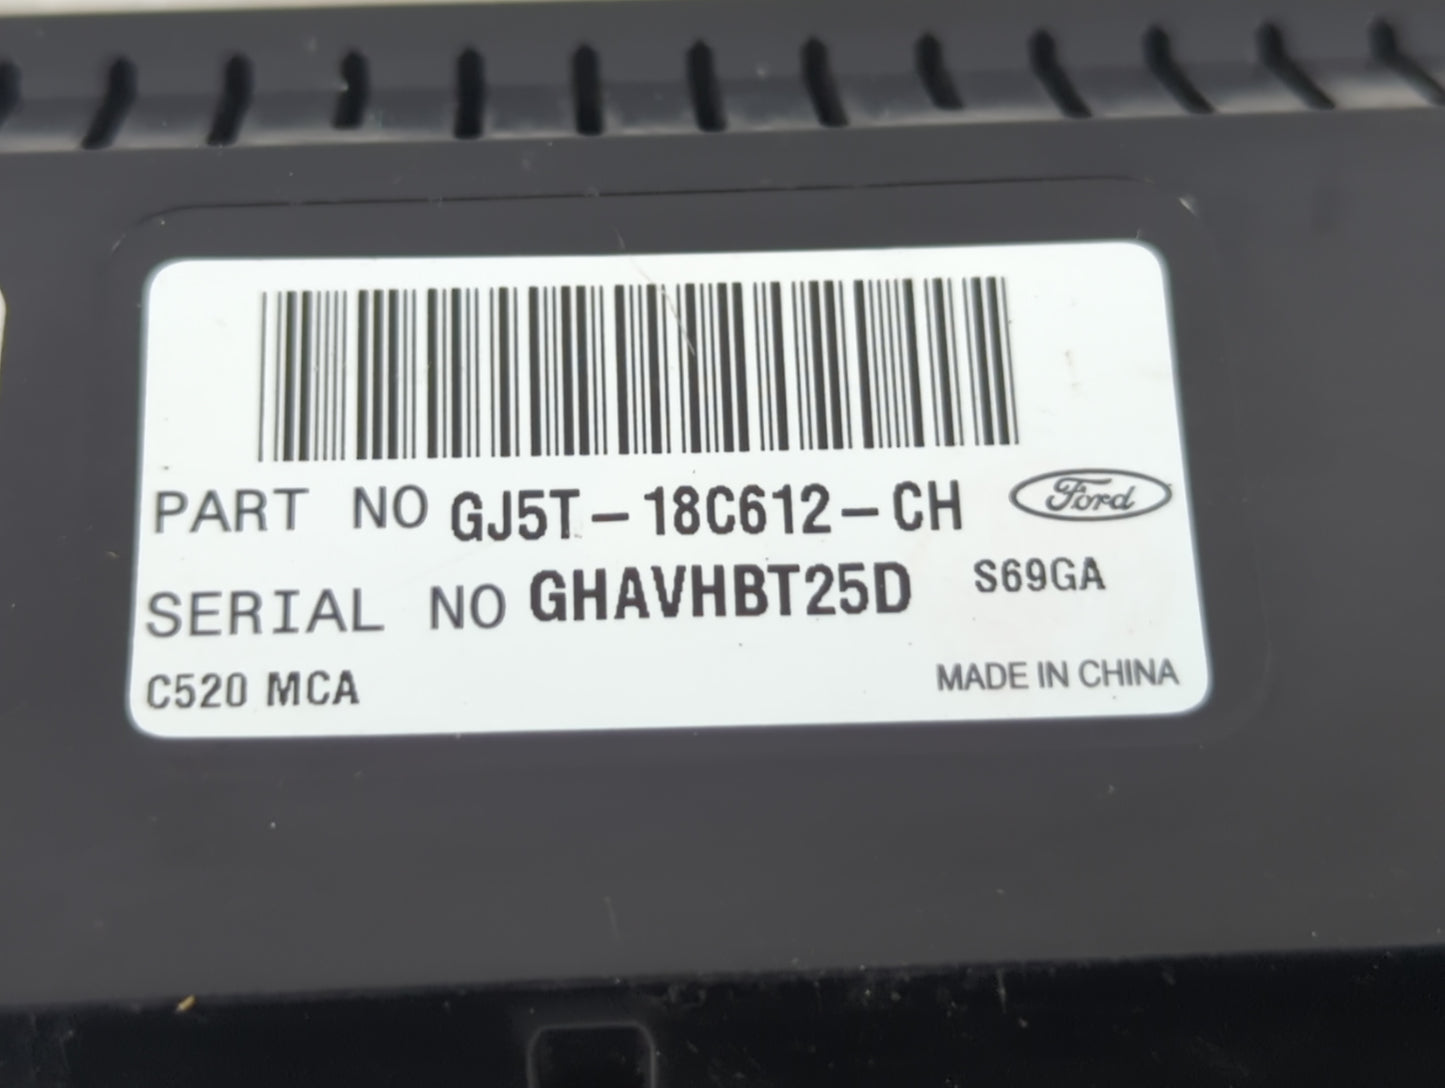 PART NO GJ5T-18C612-CH Ford
SERIAL NO GHAVHBT25D S69GA
C520 MCA MADE IN CHINA